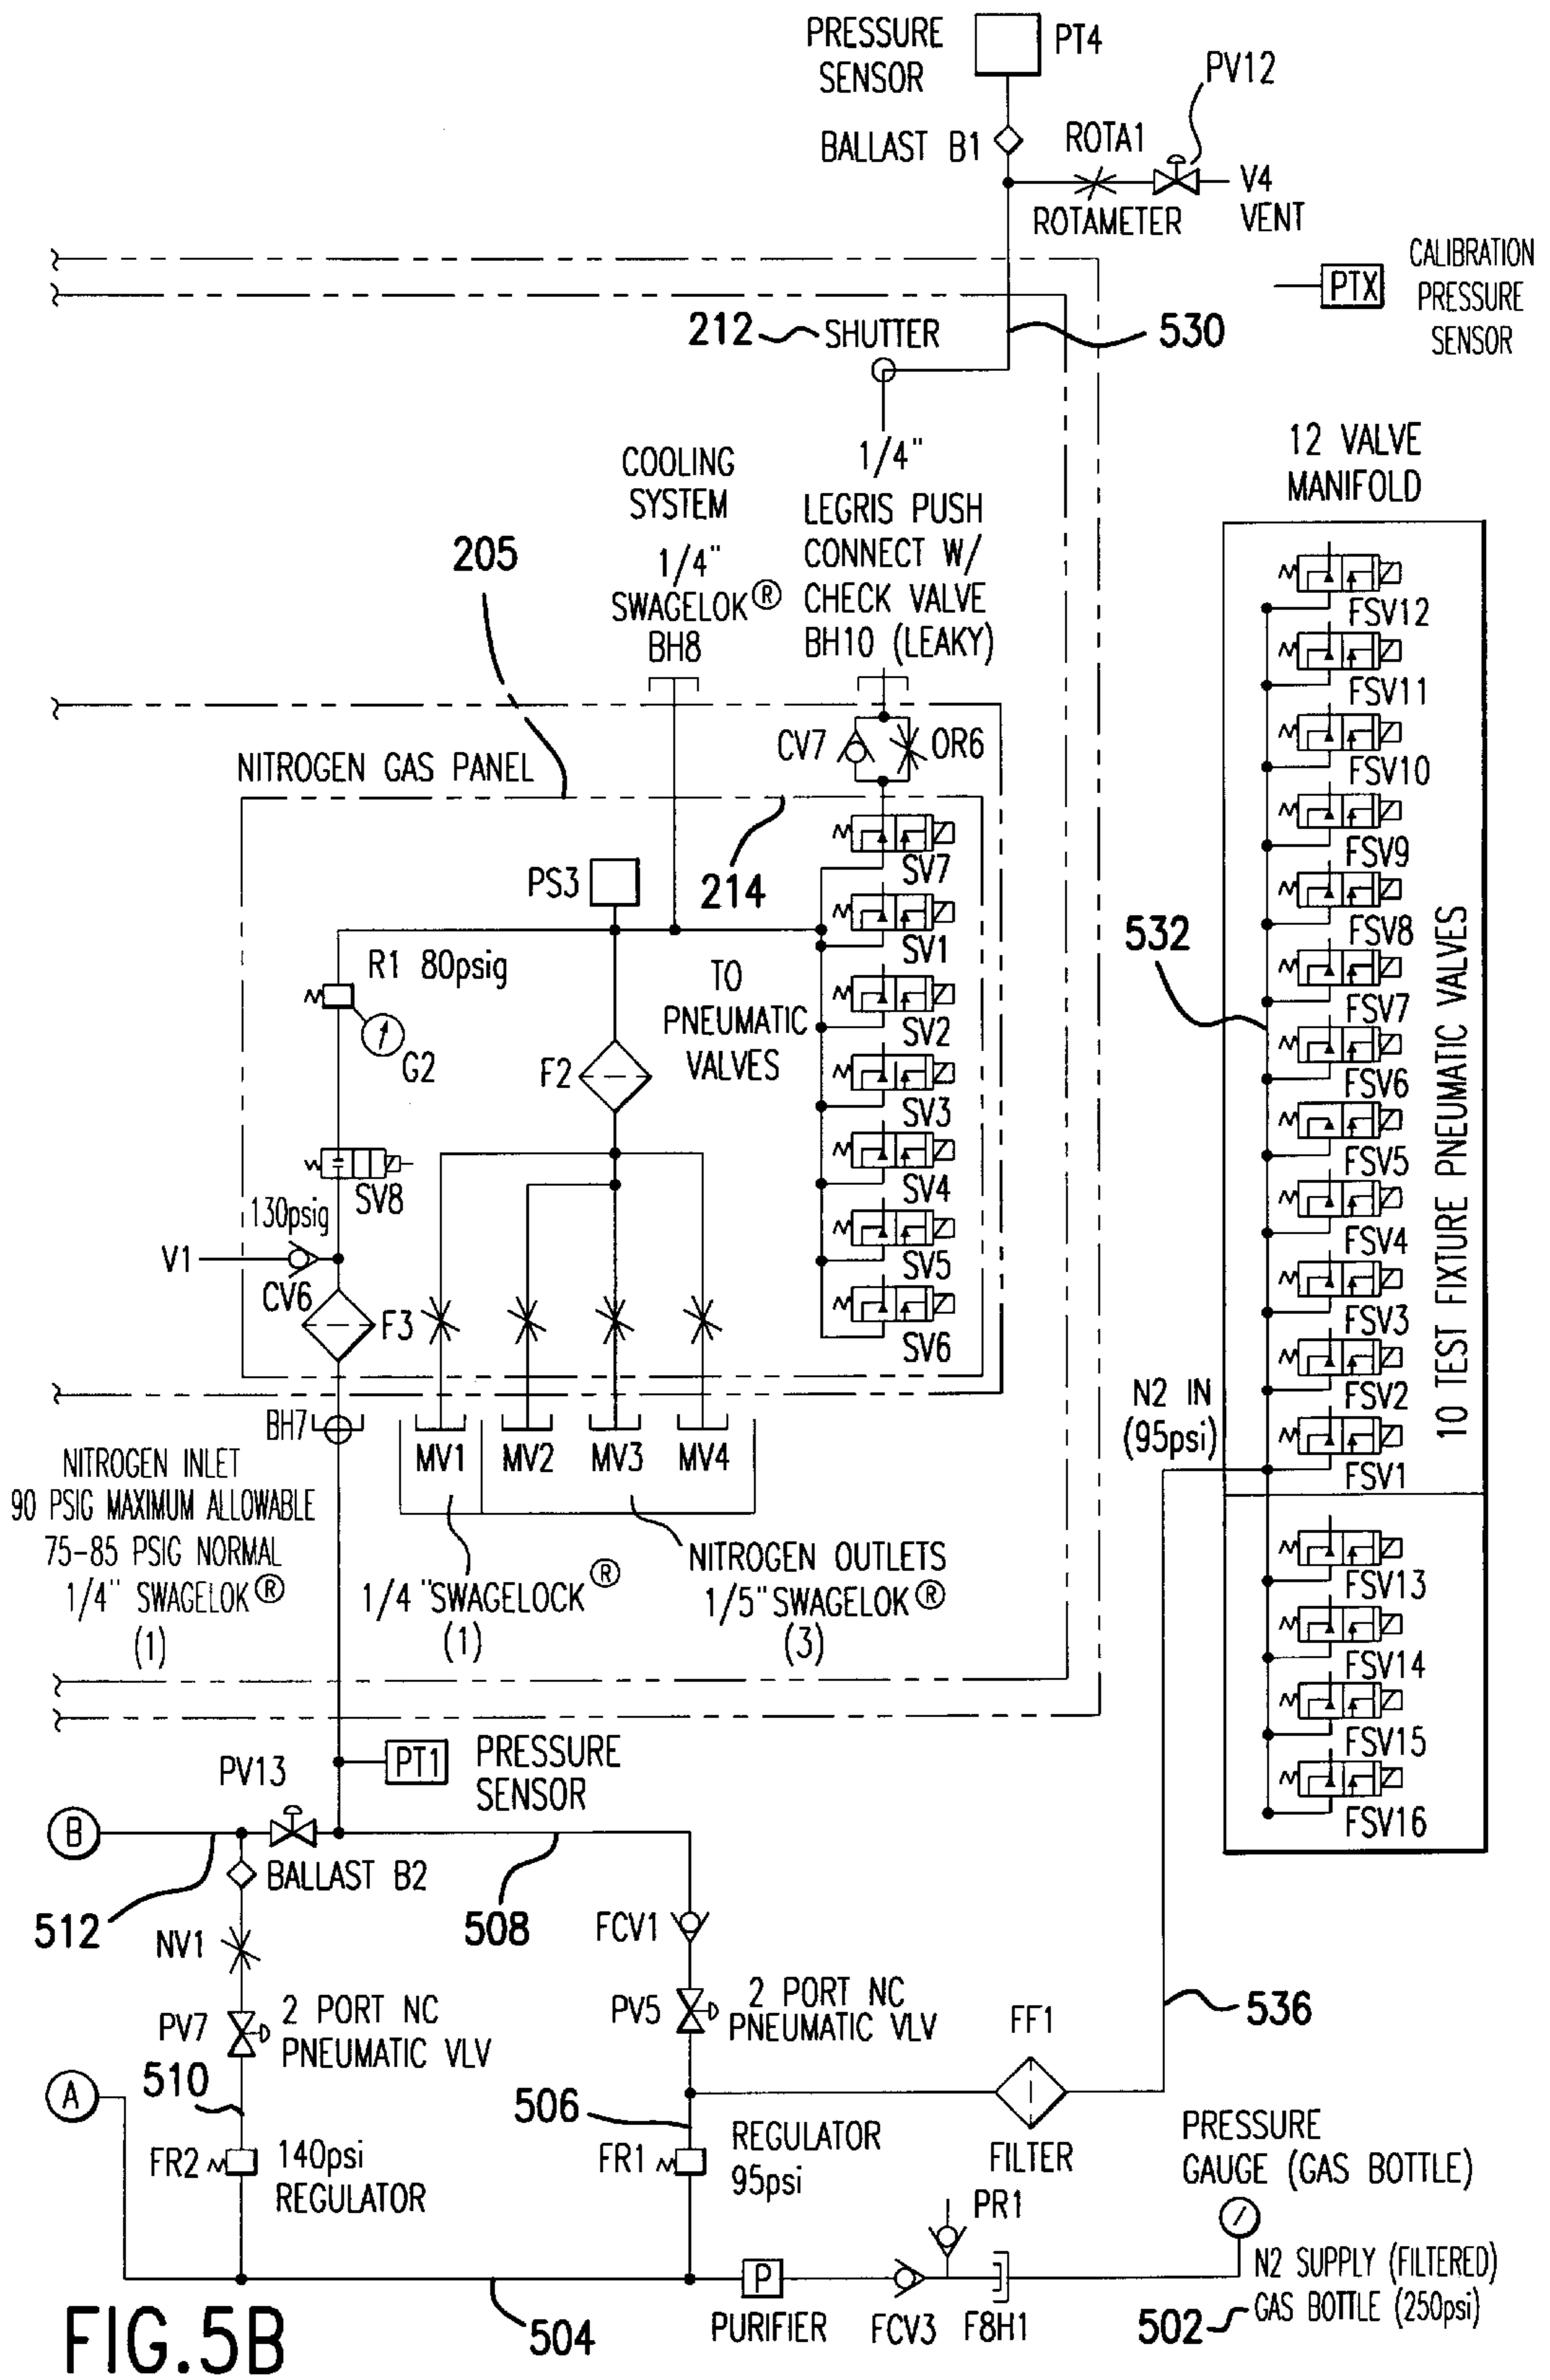 PRESSURE
SENSOR
PT4
PV12
BALLAST B1
ROTA1
V4
VENT
ROTAMETER
CALIBRATION
PRESSURE
SENSOR
PTX
212
SHUTTER
530
12 VALVE
MANIFOLD
COOLING
SYSTEM
1/4"
SWAGELOK®
BH8
1/4"
LEGRIS PUSH
CONNECT W/
CHECK VALVE
BH10 (LEAKY)
205
CV7
OR6
NITROGEN GAS PANEL
PS3
214
SV7
SV1
SV2
SV3
SV4
SV5
SV6
R1 80psig
G2
TO
PNEUMATIC
VALVES
F2
SV8
130psig
V1
CV6
F3
BH7
MV1
MV2
MV3
MV4
NITROGEN INLET
90 PSIG MAXIMUM ALLOWABLE
75-85 PSIG NORMAL
1/4" SWAGELOK®
(1)
1/4 "SWAGELOCK®
(1)
NITROGEN OUTLETS
1/5" SWAGELOK®
(3)
FSV12
FSV11
FSV10
FSV9
FSV8
FSV7
FSV6
FSV5
FSV4
FSV3
FSV2
FSV1
FSV13
FSV14
FSV15
FSV16
10 TEST FIXTURE PNEUMATIC VALVES
532
N2 IN
(95psi)
PT1
PRESSURE
SENSOR
PV13
B
BALLAST B2
512
508
NV1
FCV1
PV7
2 PORT NC
PNEUMATIC VLV
PV5
2 PORT NC
PNEUMATIC VLV
FF1
536
A
510
506
FR2
140psi
REGULATOR
FR1
REGULATOR
95psi
FILTER
PRESSURE
GAUGE (GAS BOTTLE)
PR1
P
PURIFIER
FCV3
F8H1
N2 SUPPLY (FILTERED)
502
GAS BOTTLE (250psi)
504
FIG.5B